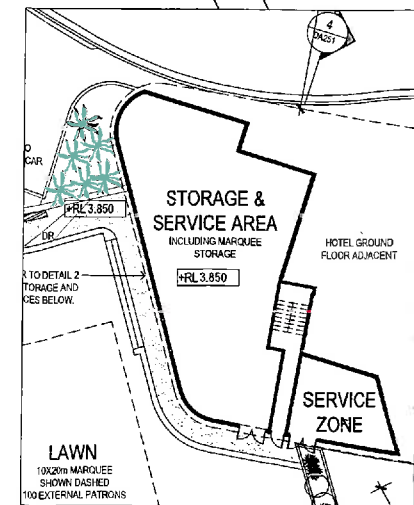 4
DA251
CAR
+RL 3.850
DR
STORAGE &
SERVICE AREA
INCLUDING MARQUEE
STORAGE
+RL 3.850
HOTEL GROUND
FLOOR ADJACENT
TO DETAIL 2
TORAGE AND
CES BELOW.
SERVICE
ZONE
LAWN
10X20m MARQUEE
SHOWN DASHED
100 EXTERNAL PATRONS